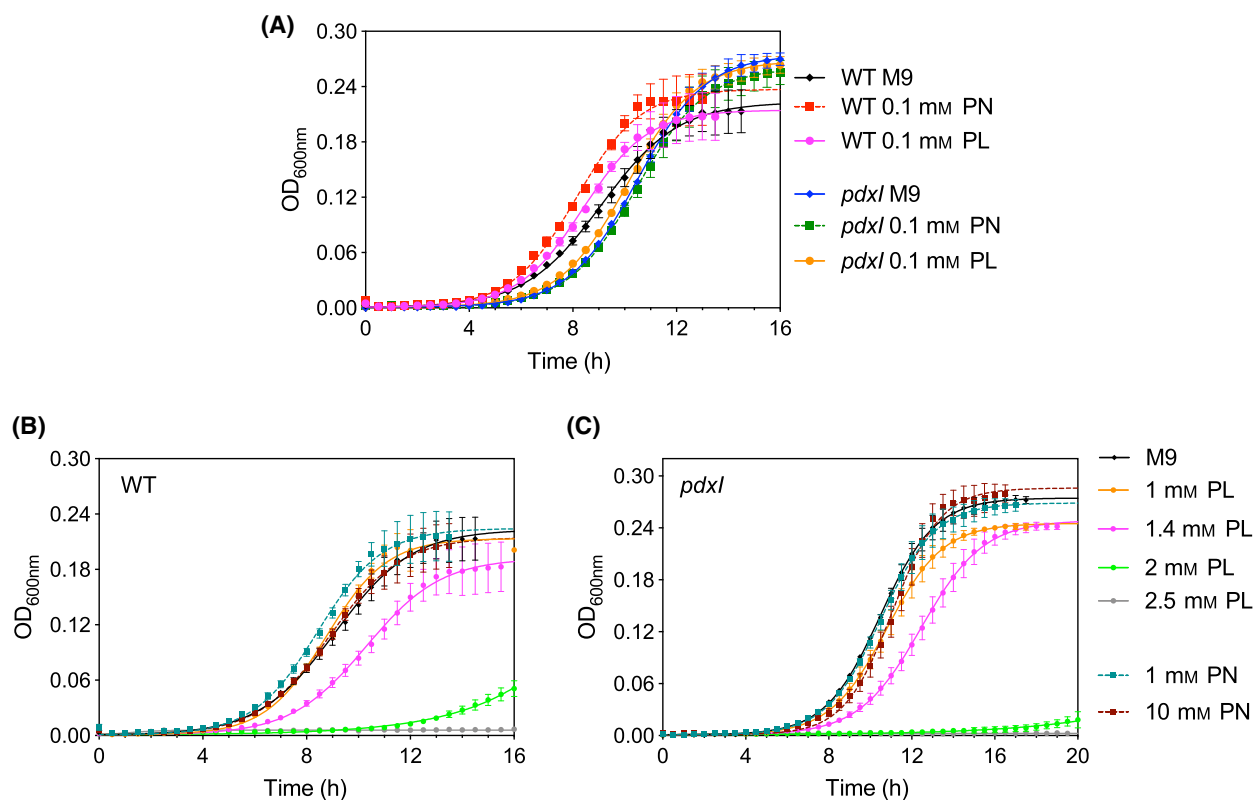 (A)
0.30
0.24
0.18
0.12
0.06
0.00
OD600nm
0
4
8
12
16
Time (h)
WT M9
WT 0.1 mM PN
WT 0.1 mM PL
pdxI M9
pdxI 0.1 mM PN
pdxI 0.1 mM PL
(B)
WT
0.30
0.24
0.18
0.12
0.06
0.00
OD600nm
0
4
8
12
16
Time (h)
(C)
pdxI
0.30
0.24
0.18
0.12
0.06
0.00
OD600nm
0
4
8
12
16
20
Time (h)
M9
1 mM PL
1.4 mM PL
2 mM PL
2.5 mM PL
1 mM PN
10 mM PN